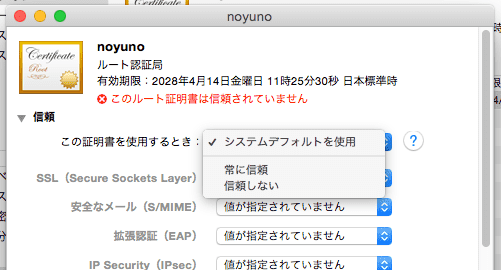 noyuno
Certificate
Root
noyuno
ルート認証局
有効期限：2028年4月14日金曜日 11時25分30秒 日本標準時
このルート証明書は信頼されていません
信頼
この証明書を使用するとき：
システムデフォルトを使用
?
常に信頼
信頼しない
SSL（Secure Sockets Layer）
安全なメール（S/MIME）
値が指定されていません
拡張認証（EAP）
値が指定されていません
IP Security（IPsec）
値が指定されていません